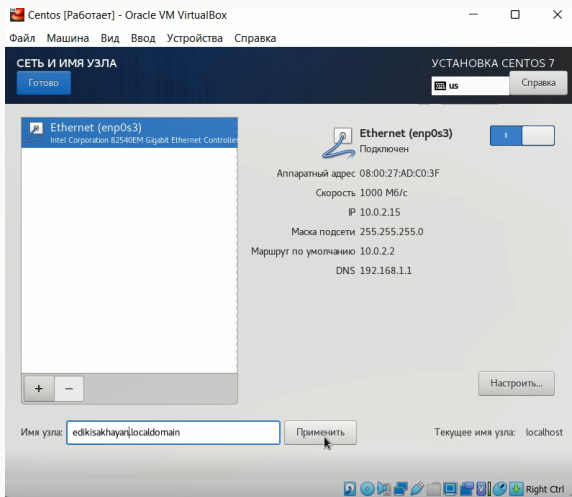 Centos [Работает] - Oracle VM VirtualBox
Файл Машина Вид Ввод Устройства Справка
СЕТЬ И ИМЯ УЗЛА
УСТАНОВКА CENTOS 7
Готово
us
Справка
Ethernet (enp0s3)
Intel Corporation 82540EM Gigabit Ethernet Controlle
Ethernet (enp0s3)
Подключен
Аппаратный адрес 08:00:27:AD:C0:3F
Скорость 1000 Мб/с
IP 10.0.2.15
Маска подсети 255.255.255.0
Маршрут по умолчанию 10.0.2.2
DNS 192.168.1.1
+ −
Настроить...
Имя узла: edikisakhayan.localdomain Применить Текущее имя узла: localhost
Right Ctrl